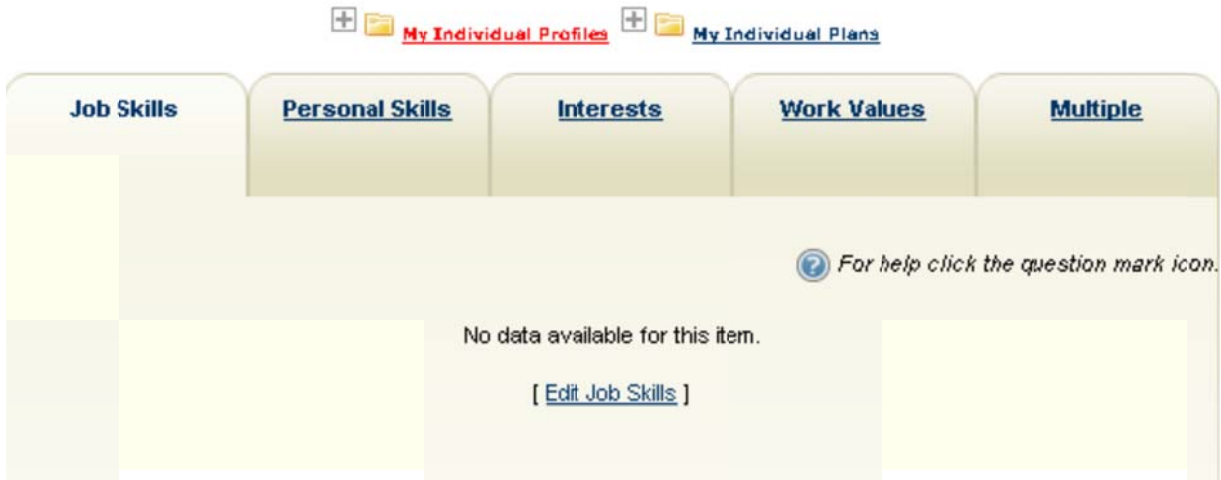 My Individual Profiles My Individual Plans
Job Skills Personal Skills Interests Work Values Multiple
? For help click the question mark icon.
No data available for this item.
[ Edit Job Skills ]